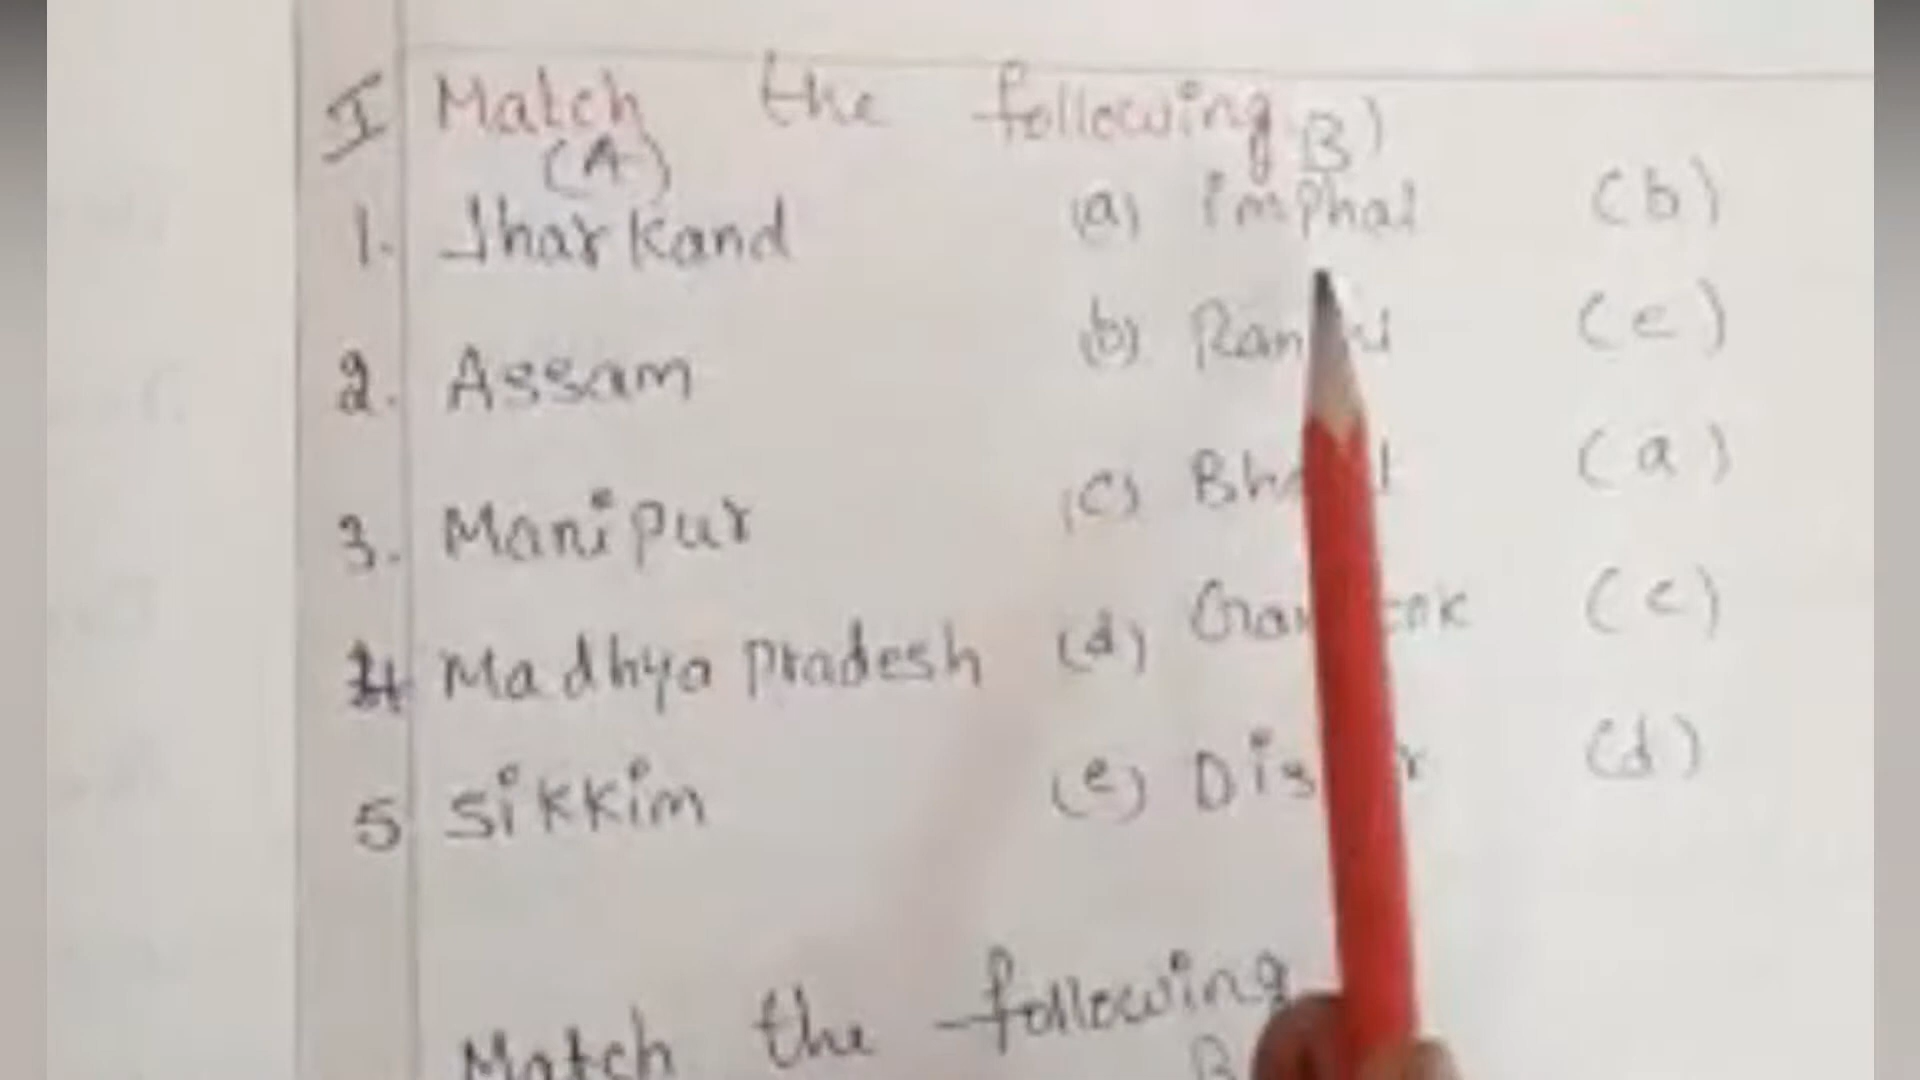 I Match the following
(A) B)
1. Jharkand (a) imphal (b)
2. Assam (b) (e)
3. Manipur (c) (a)
4 Madhya pradesh (d) (c)
5 Sikkim (e) (d)
Match the following
B